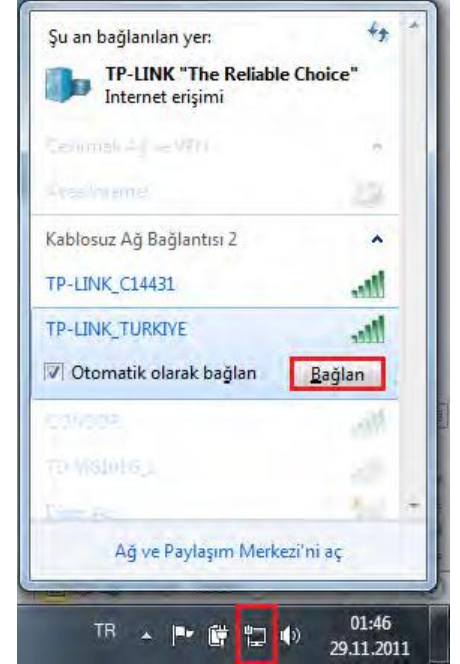 Şu an bağlanılan yer:
TP-LINK "The Reliable Choice"
Internet erişimi
Kablosuz Ağ Bağlantısı 2
TP-LINK_C14431
TP-LINK_TURKIYE
Otomatik olarak bağlan Bağlan
Ağ ve Paylaşım Merkezi'ni aç
TR 01:46
29.11.2011